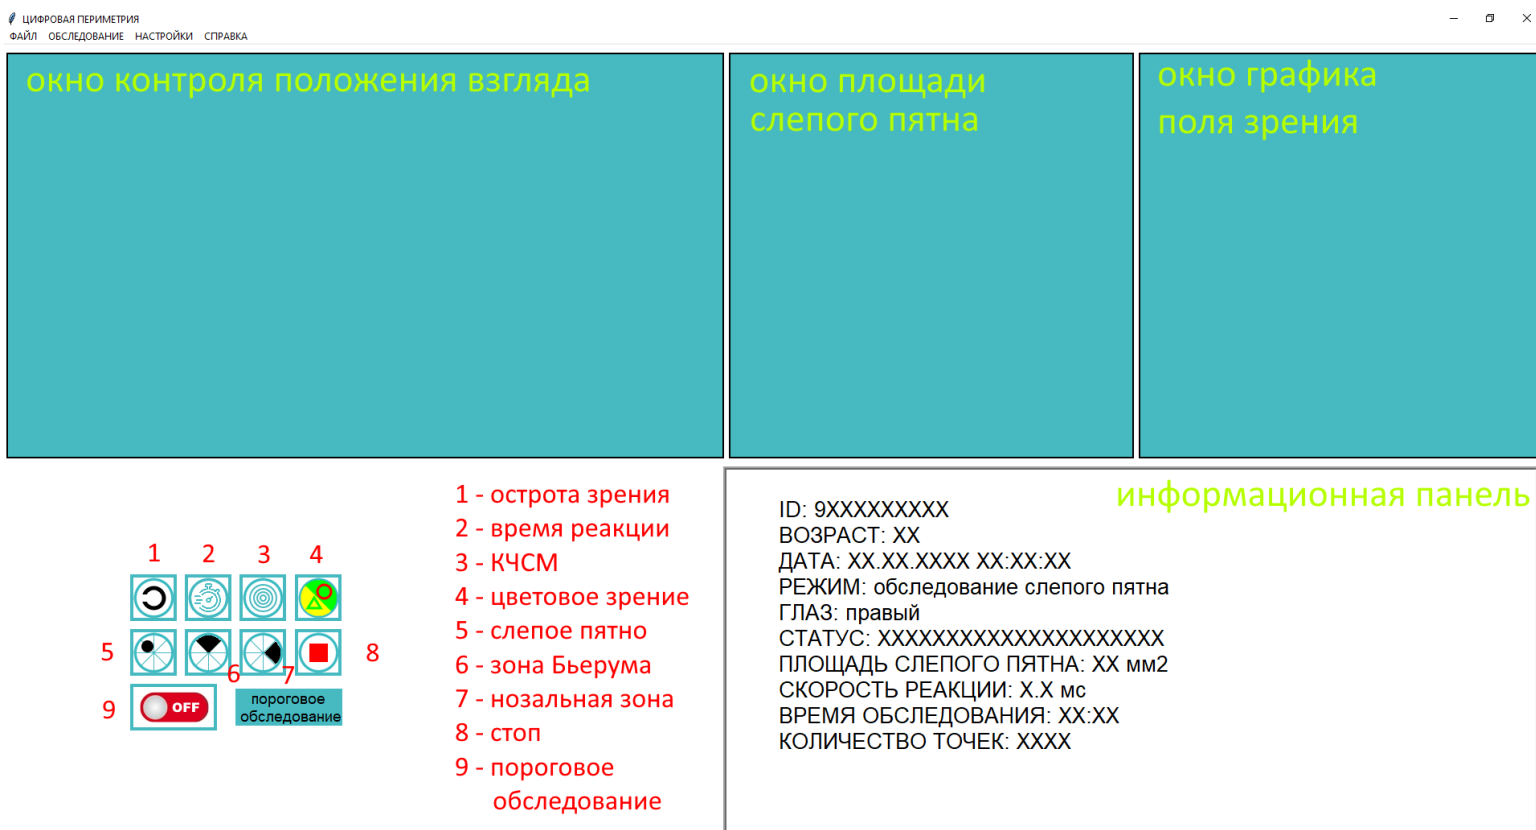 ЦИФРОВАЯ ПЕРИМЕТРИЯ
ФАЙЛ ОБСЛЕДОВАНИЕ НАСТРОЙКИ СПРАВКА
окно контроля положения взгляда
окно площади
слепого пятна
окно графика
поля зрения
1 2 3 4
5 8
6 7
9 OFF
пороговое
обследование
1 - острота зрения
2 - время реакции
3 - КЧСМ
4 - цветовое зрение
5 - слепое пятно
6 - зона Бьерума
7 - нозальная зона
8 - стоп
9 - пороговое
обследование
информационная панель
ID: 9XXXXXXXXX
ВОЗРАСТ: XX
ДАТА: XX.XX.XXXX XX:XX:XX
РЕЖИМ: обследование слепого пятна
ГЛАЗ: правый
СТАТУС: XXXXXXXXXXXXXXXXXXXXX
ПЛОЩАДЬ СЛЕПОГО ПЯТНА: XX мм2
СКОРОСТЬ РЕАКЦИИ: X.X мс
ВРЕМЯ ОБСЛЕДОВАНИЯ: XX:XX
КОЛИЧЕСТВО ТОЧЕК: XXXX